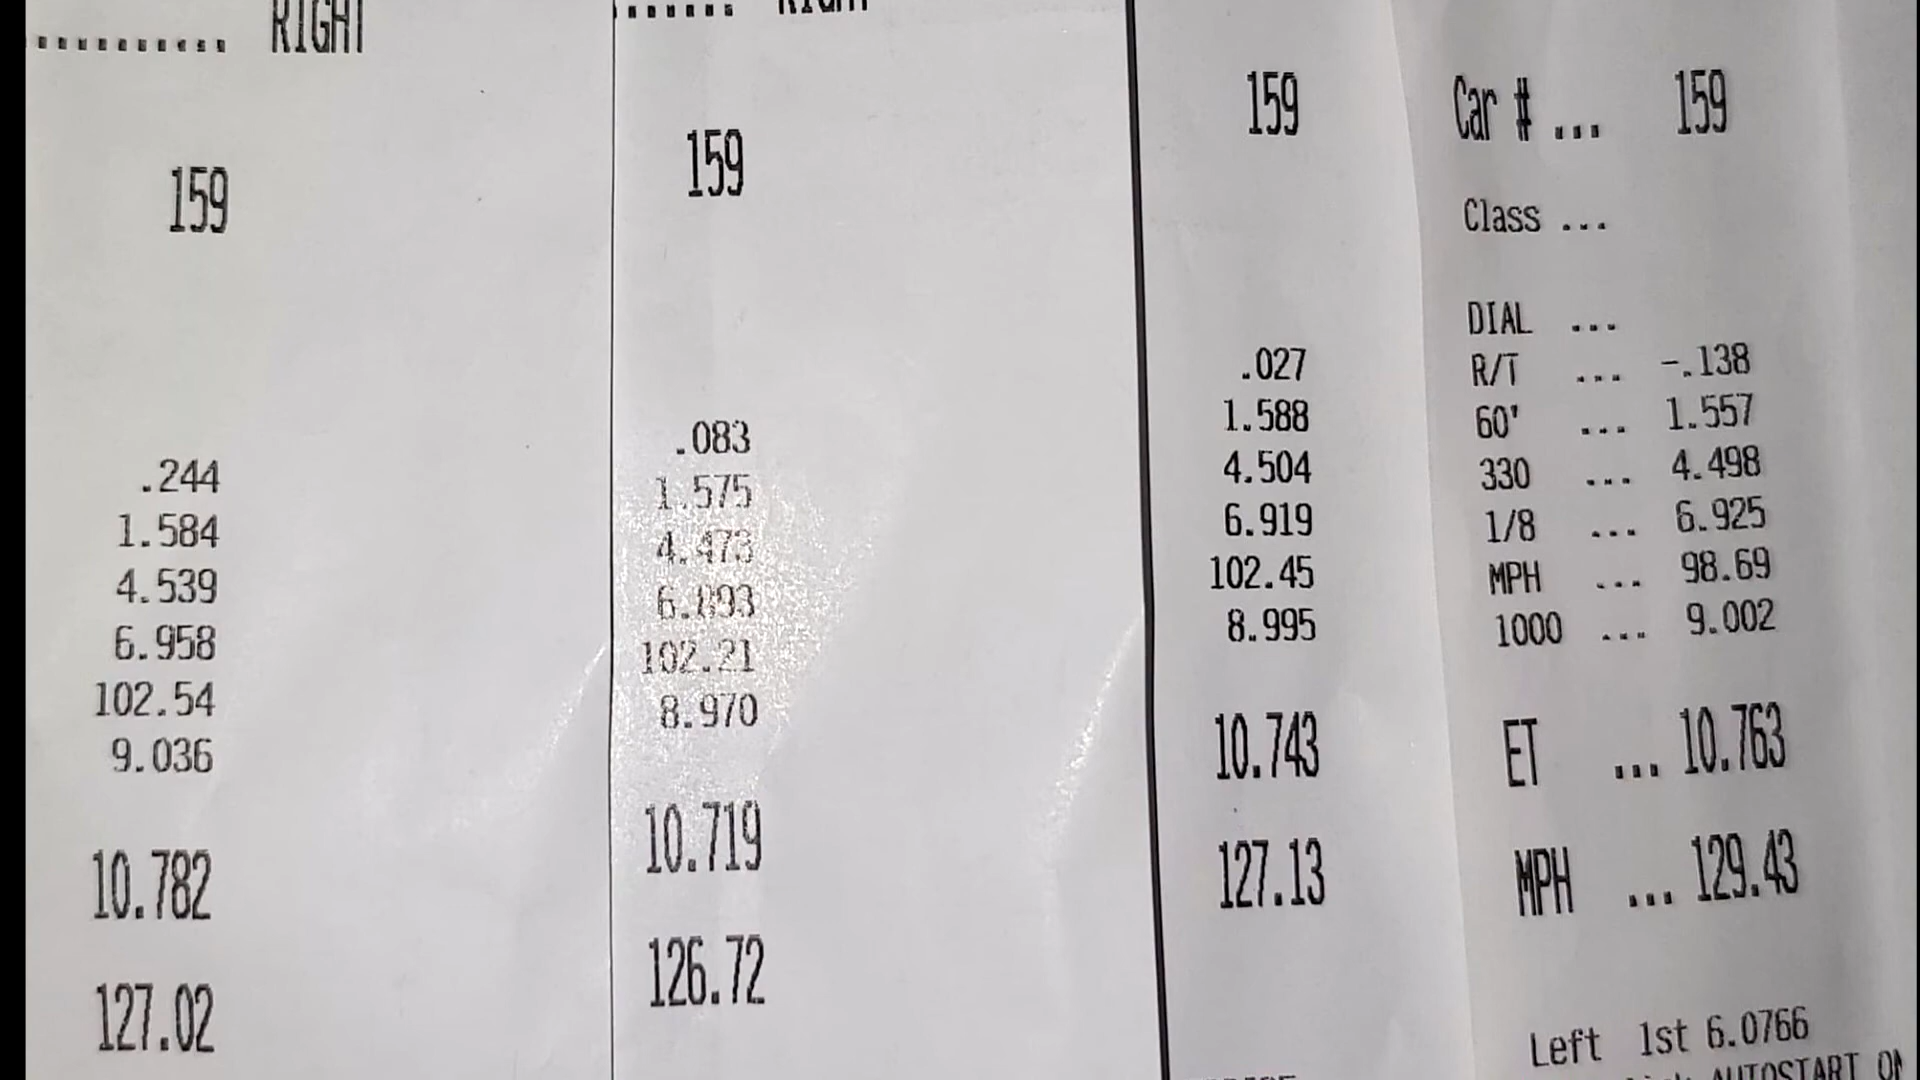 ........... RIGHT
159
.244
1.584
4.539
6.958
102.54
9.036
10.782
127.02
....... RIGHT
159
.083
1.575
4.473
6.893
102.21
8.970
10.719
126.72
159
.027
1.588
4.504
6.919
102.45
8.995
10.743
127.13
Car # ... 159
Class ...
DIAL ...
R/T ... -.138
60' ... 1.557
330 ... 4.498
1/8 ... 6.925
MPH ... 98.69
1000 ... 9.002
ET ... 10.763
MPH ... 129.43
Left 1st 6.0766
AUTOSTART ON